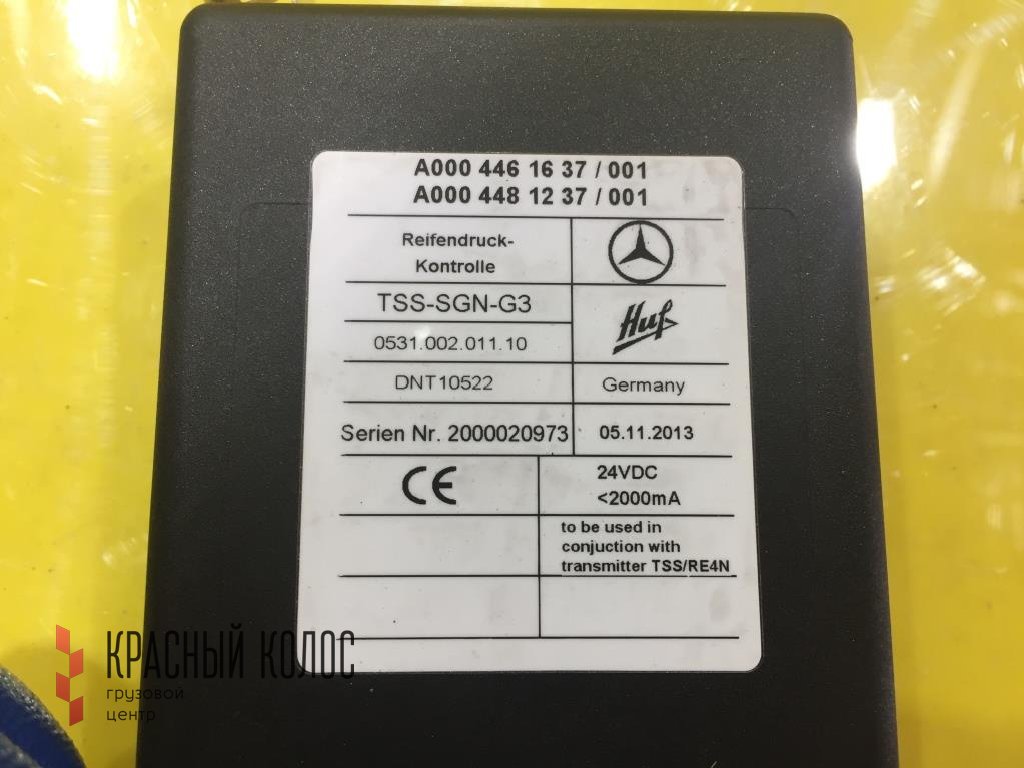 A000 446 16 37 / 001
A000 448 12 37 / 001
Reifendruck-
Kontrolle
TSS-SGN-G3
Huf
0531.002.011.10
DNT10522
Germany
Serien Nr. 2000020973
05.11.2013
CE
24VDC
<2000mA
to be used in
conjuction with
transmitter TSS/RE4N
КРАСНЫЙ КОЛОС
грузовой
центр